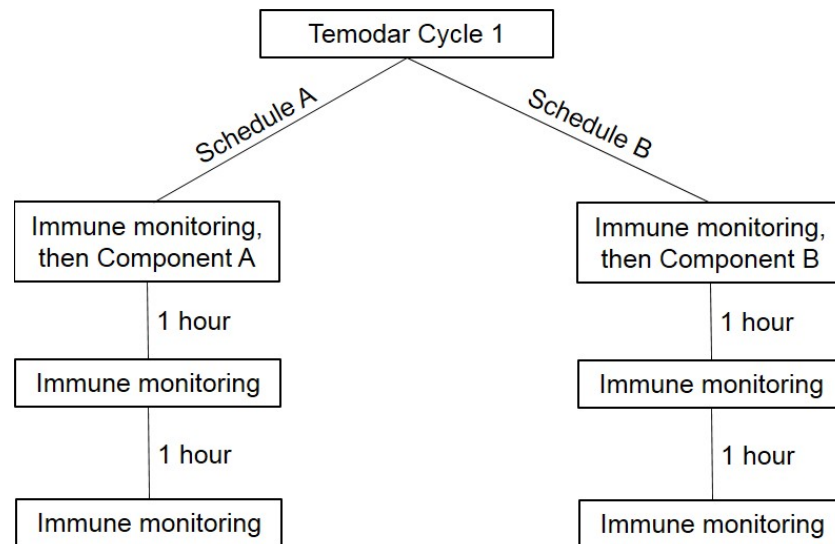 Temodar Cycle 1
Schedule A
Schedule B
Immune monitoring,
then Component A
Immune monitoring,
then Component B
1 hour
1 hour
Immune monitoring
Immune monitoring
1 hour
1 hour
Immune monitoring
Immune monitoring